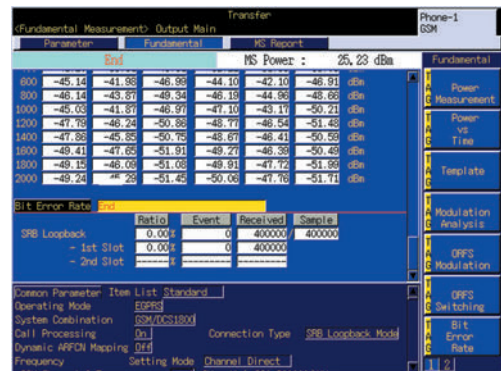 Transfer
<Fundamental Measurement> Output Main
Phone-1
GSM
Parameter Fundamental MS Report
End MS Power : 25.23 dBm
Fundamental
600 -45.14 -41.98 -46.99 -44.10 -42.10 -46.91 dBm
800 -46.14 -43.87 -49.34 -46.19 -44.96 -48.66 dBm
1000 -45.03 -41.87 -46.97 -47.10 -43.17 -50.21 dBm
1200 -47.78 -46.24 -50.86 -48.77 -46.54 -51.48 dBm
1400 -47.86 -45.85 -50.75 -48.67 -46.41 -50.59 dBm
1600 -49.41 -47.65 -51.91 -49.27 -46.39 -50.49 dBm
1800 -49.15 -46.09 -51.08 -49.91 -47.72 -51.99 dBm
2000 -49.24 -51.45 -50.06 -47.76 -51.71 dBm
Bit Error Rate End
Ratio Event Received Sample
SRB Loopback 0.00% 0 400000/ 400000
- 1st Slot 0.00% 0 400000
- 2nd Slot -----% ------ ------
Common Parameter Item List Standard
Operating Mode EGPRS
System Combination GSM/DCS1800
Call Processing On Connection Type SRB Loopback Mode
Dynamic ARFCN Mapping Off
Frequency Setting Mode Channel Direct
TAG Power Measurement
TAG Power vs Time
TAG Template
TAG Modulation Analysis
TAG ORFS Modulation
TAG ORFS Switching
TAG Bit Error Rate
1 2